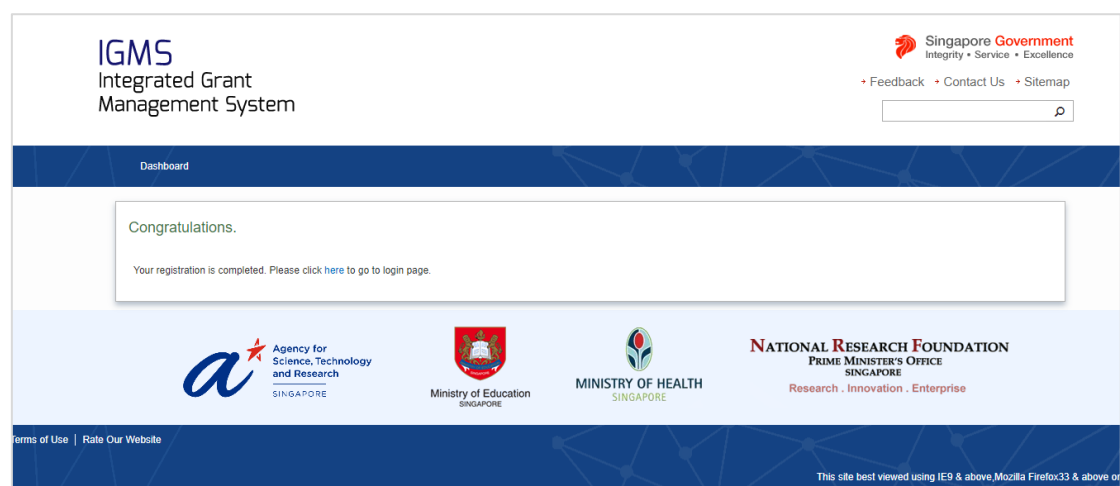 IGMS
Integrated Grant
Management System
Singapore Government
Integrity • Service • Excellence
Feedback Contact Us Sitemap
Dashboard
Congratulations.
Your registration is completed. Please click here to go to login page.
Agency for
Science, Technology
and Research
SINGAPORE
Ministry of Education
SINGAPORE
MINISTRY OF HEALTH
SINGAPORE
NATIONAL RESEARCH FOUNDATION
PRIME MINISTER'S OFFICE
SINGAPORE
Research . Innovation . Enterprise
Terms of Use | Rate Our Website
This site best viewed using IE9 & above,Mozilla Firefox33 & above or